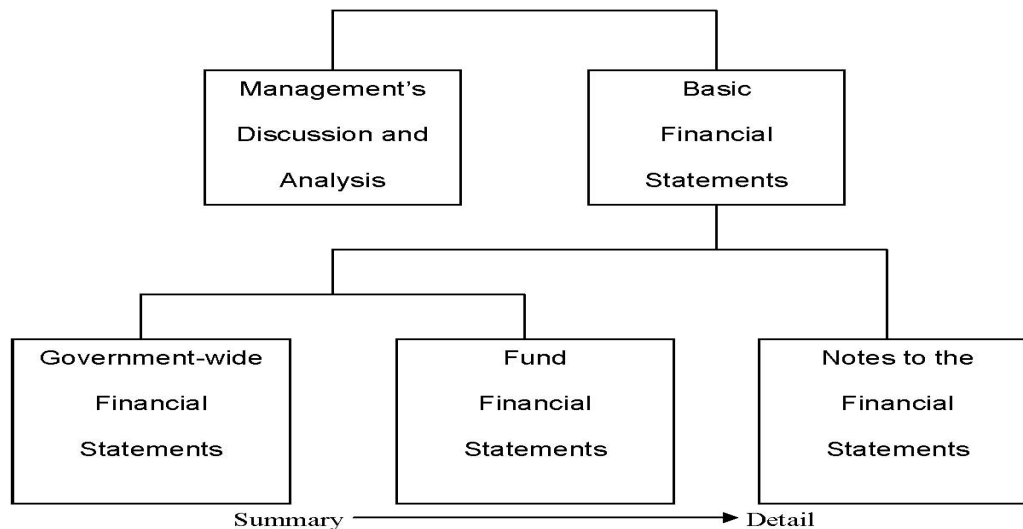 Management's
Discussion and
Analysis
Basic
Financial
Statements
Government-wide
Financial
Statements
Fund
Financial
Statements
Notes to the
Financial
Statements
Summary
Detail